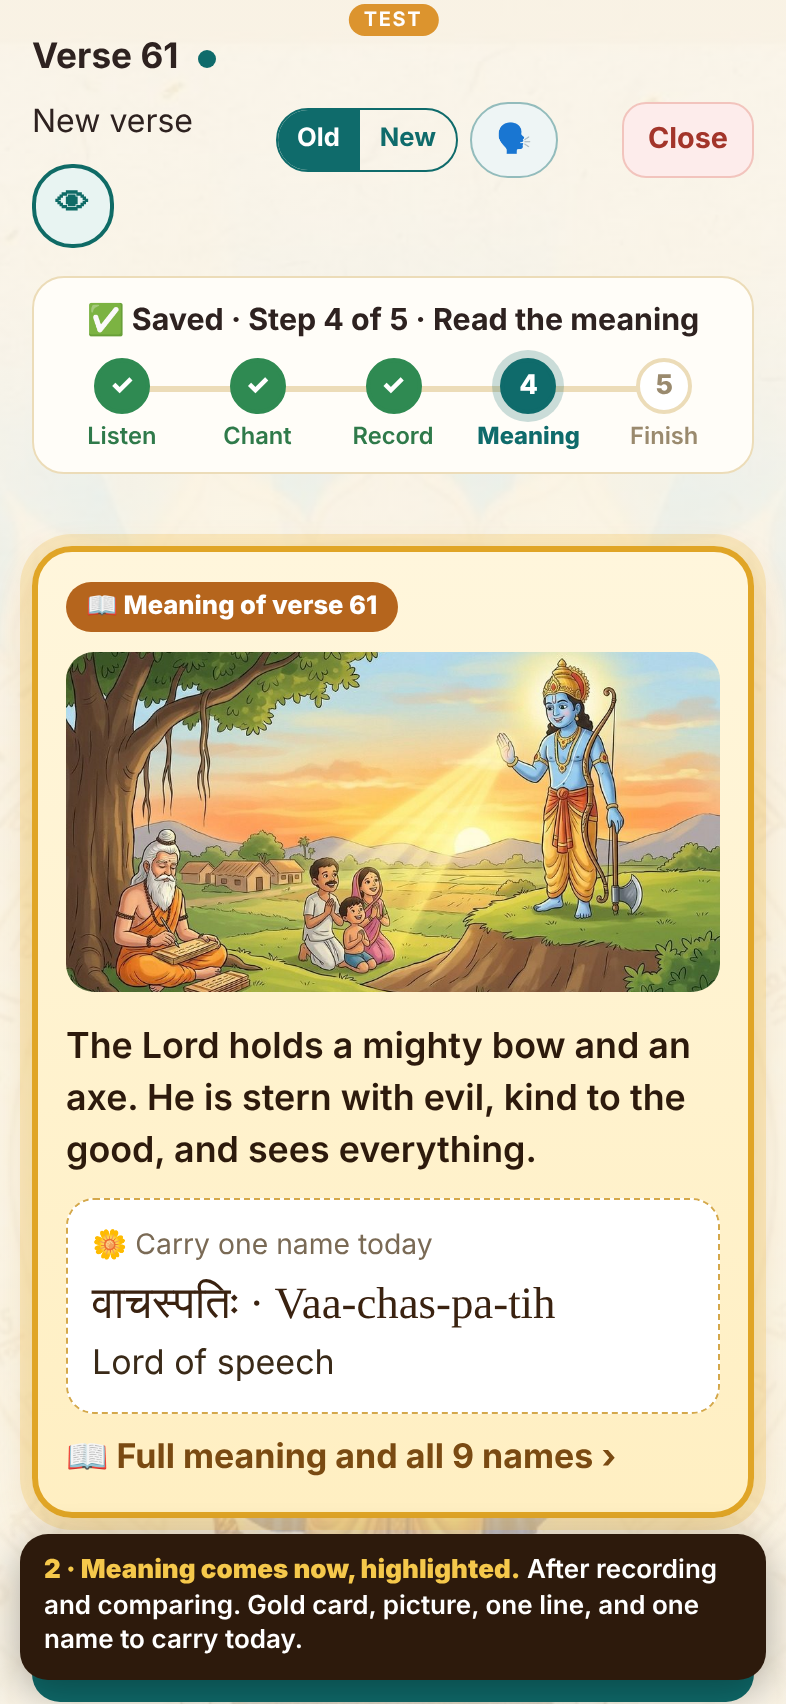 TEST
Verse 61
New verse
Old New
Close
✅ Saved · Step 4 of 5 · Read the meaning
✓ ✓ ✓ 4 5
Listen Chant Record Meaning Finish
📖 Meaning of verse 61
The Lord holds a mighty bow and an
axe. He is stern with evil, kind to the
good, and sees everything.
🌼 Carry one name today
वाचस्पतिः · Vaa-chas-pa-tih
Lord of speech
📖 Full meaning and all 9 names ›
2 · Meaning comes now, highlighted. After recording
and comparing. Gold card, picture, one line, and one
name to carry today.